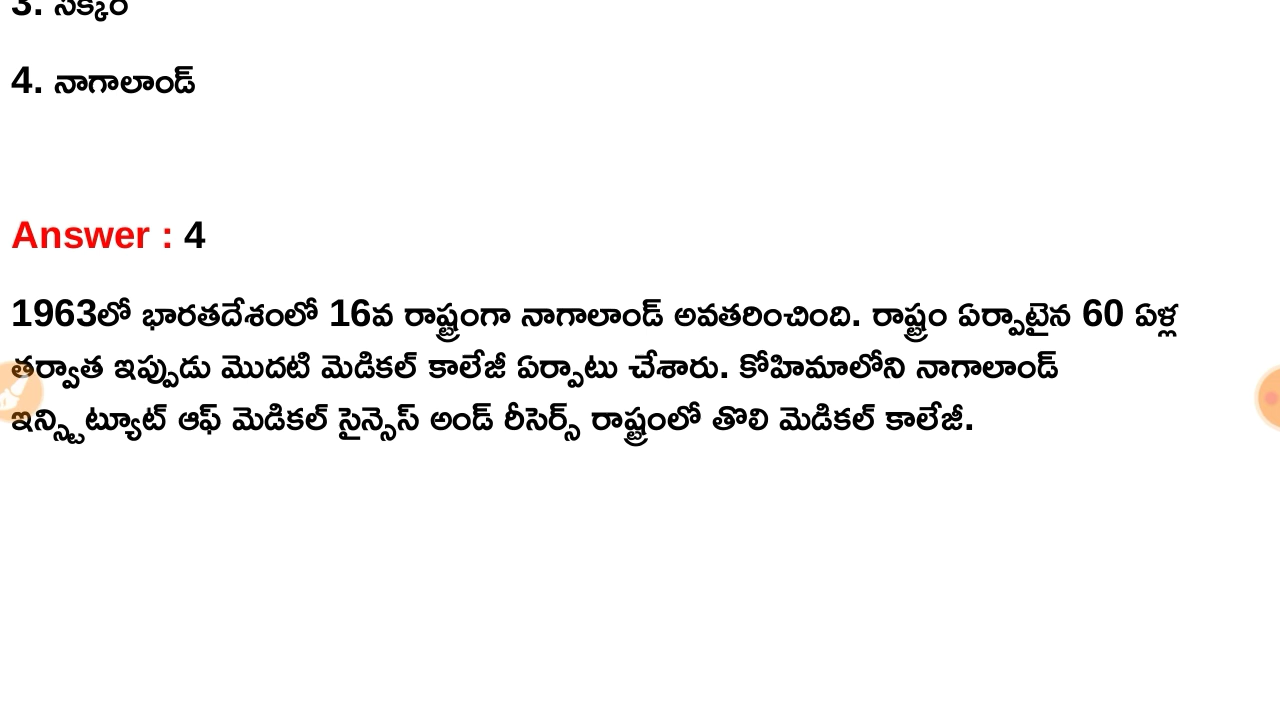 3. సిక్కిం
4. నాగాలాండ్
Answer : 4
1963లో భారతదేశంలో 16వ రాష్ట్రంగా నాగాలాండ్ అవతరించింది. రాష్ట్రం ఏర్పాటైన 60 ఏళ్ల
తర్వాత ఇప్పుడు మొదటి మెడికల్ కాలేజీ ఏర్పాటు చేశారు. కోహిమాలోని నాగాలాండ్
ఇన్స్టిట్యూట్ ఆఫ్ మెడికల్ సైన్సెస్ అండ్ రీసెర్స్ రాష్ట్రంలో తొలి మెడికల్ కాలేజీ.